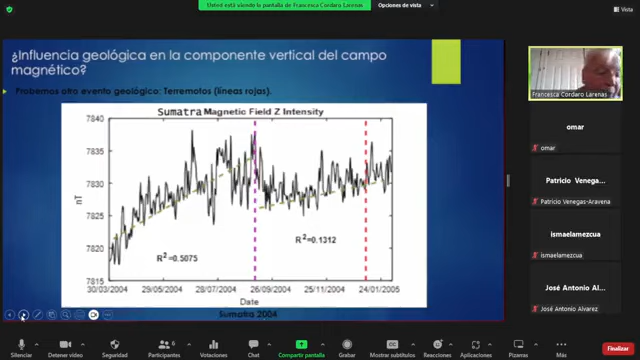 Usted está viendo la pantalla de Francesca Cordaro Larenas
Opciones de vista
Vista
¿Influencia geológica en la componente vertical del campo
magnético?
Probemos otro evento geológico: Terremotos (líneas rojas).
Sumatra Magnetic Field Z Intensity
7840
7835
7830
7825
7820
7815
nT
R²=0.5075
R²=0.1312
30/03/2004
29/05/2004
28/07/2004
26/09/2004
25/11/2004
24/01/2005
Date
Sumatra 2004
Francesca Cordaro Larenas
omar
omar
Patricio Venegas-A...
Patricio Venegas-Aravena
ismaelamezcua
ismaelamezcua
José Antonio Al...
José Antonio Alvarez
Silenciar
Detener video
Seguridad
Participantes
6
Votaciones
Chat
Compartir pantalla
Grabar
Mostrar subtítulos
Reacciones
Aplicaciones
Pizarras
Más
Finalizar